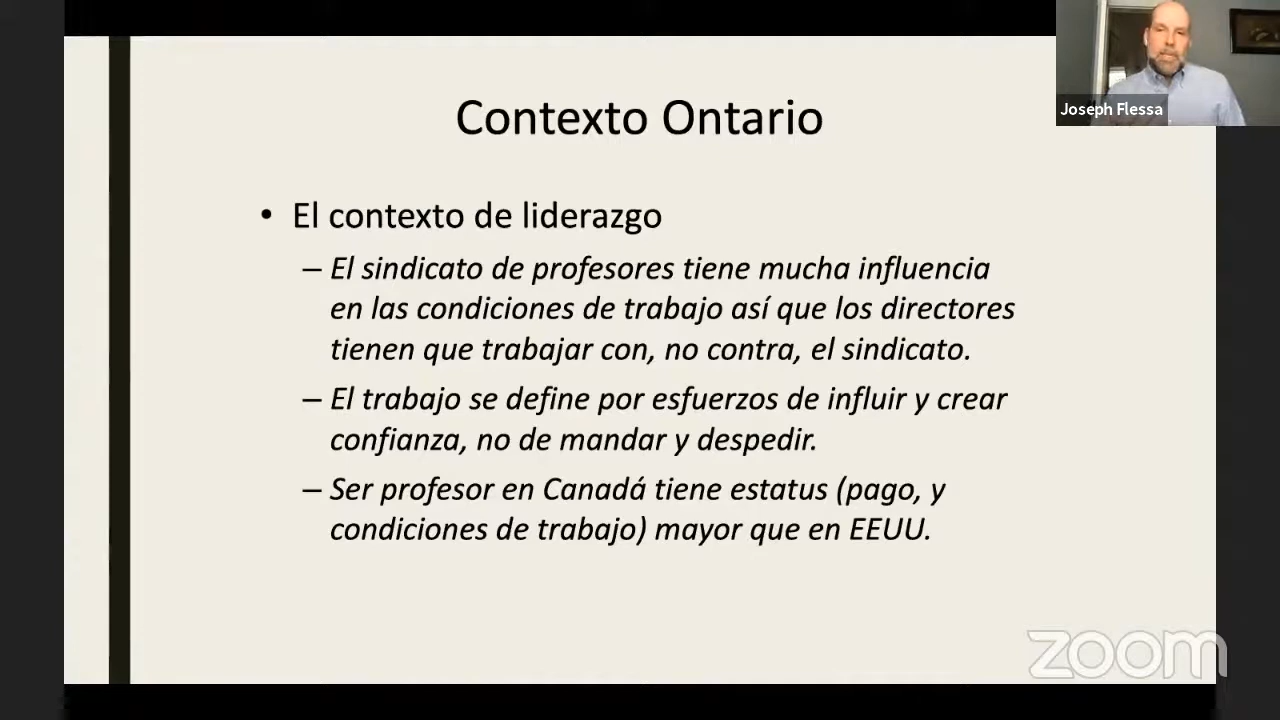 Joseph Flessa
Contexto Ontario
• El contexto de liderazgo
– El sindicato de profesores tiene mucha influencia
en las condiciones de trabajo así que los directores
tienen que trabajar con, no contra, el sindicato.
– El trabajo se define por esfuerzos de influir y crear
confianza, no de mandar y despedir.
– Ser profesor en Canadá tiene estatus (pago, y
condiciones de trabajo) mayor que en EEUU.
zoom